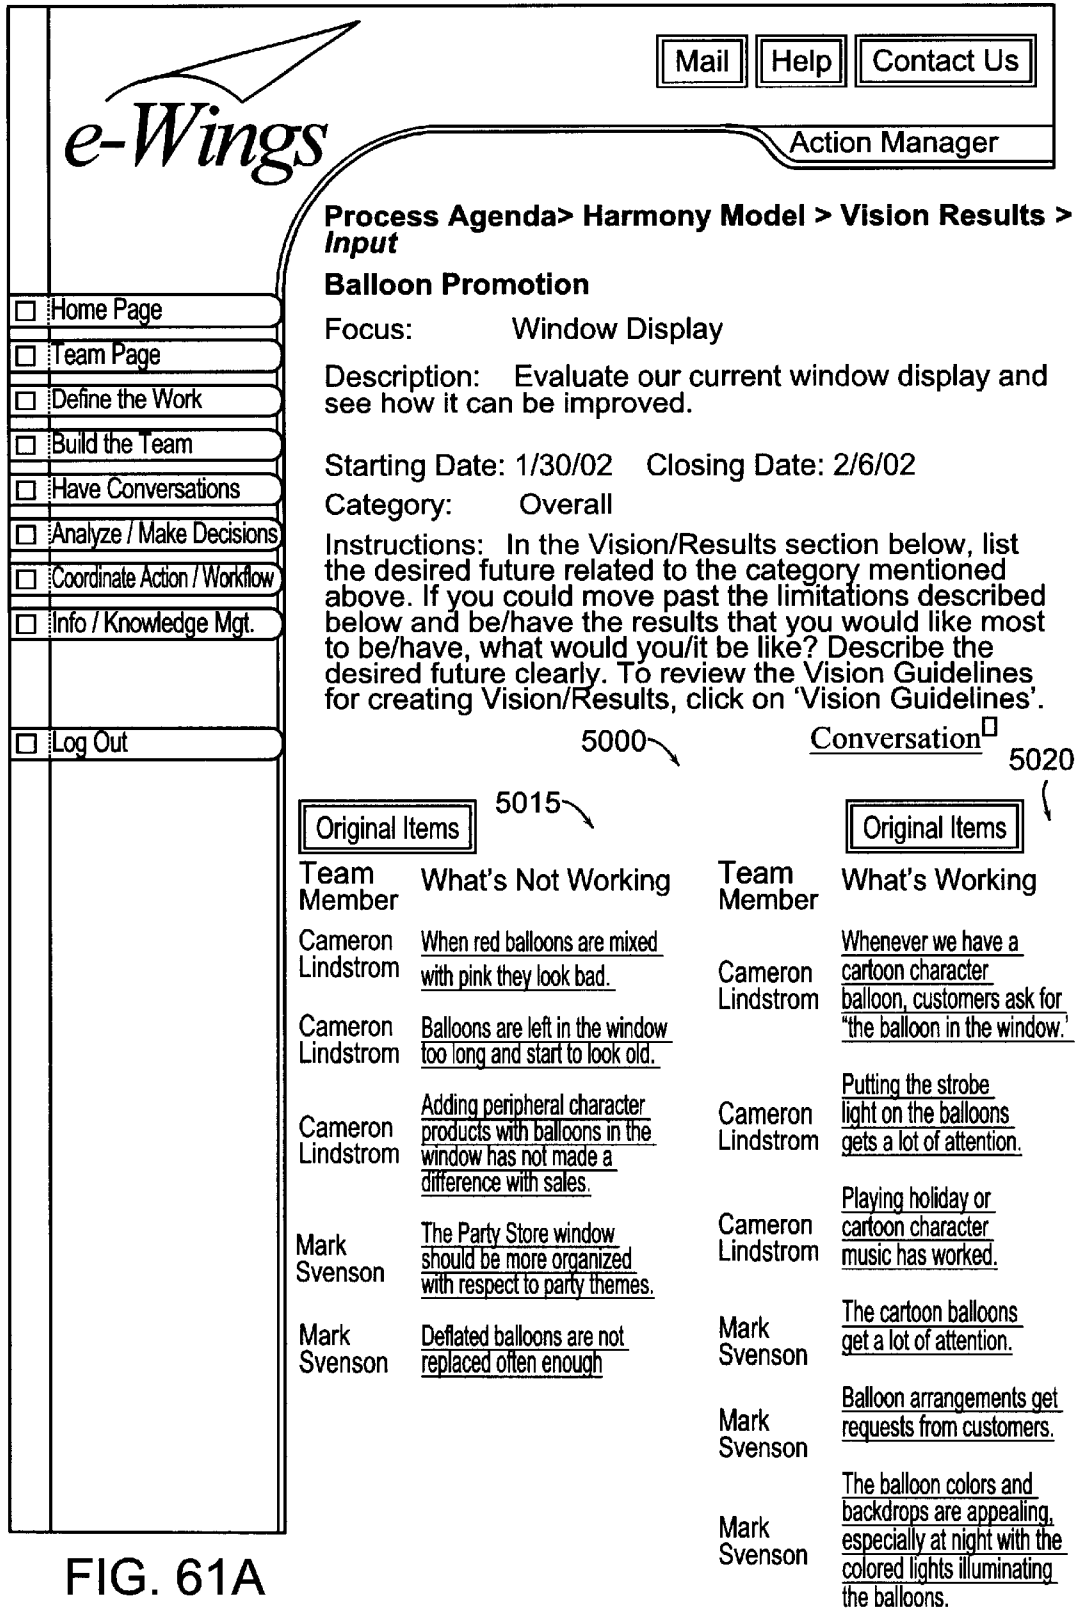 e-Wings
Mail
Help
Contact Us
Action Manager
Process Agenda> Harmony Model > Vision Results >
Input
Balloon Promotion
Focus: Window Display
Description: Evaluate our current window display and
see how it can be improved.
Starting Date: 1/30/02 Closing Date: 2/6/02
Category: Overall
Instructions: In the Vision/Results section below, list
the desired future related to the category mentioned
above. If you could move past the limitations described
below and be/have the results that you would like most
to be/have, what would you/it be like? Describe the
desired future clearly. To review the Vision Guidelines
for creating Vision/Results, click on ‘Vision Guidelines’.
Home Page
Team Page
Define the Work
Build the Team
Have Conversations
Analyze / Make Decisions
Coordinate Action / Workflow
Info / Knowledge Mgt.
Log Out
5000
Conversation
5020
5015
Original Items
Team
Member
What's Not Working
Cameron
Lindstrom
When red balloons are mixed
with pink they look bad.
Cameron
Lindstrom
Balloons are left in the window
too long and start to look old.
Cameron
Lindstrom
Adding peripheral character
products with balloons in the
window has not made a
difference with sales.
Mark
Svenson
The Party Store window
should be more organized
with respect to party themes.
Mark
Svenson
Deflated balloons are not
replaced often enough
Original Items
Team
Member
What's Working
Cameron
Lindstrom
Whenever we have a
cartoon character
balloon, customers ask for
“the balloon in the window.’
Cameron
Lindstrom
Putting the strobe
light on the balloons
gets a lot of attention.
Cameron
Lindstrom
Playing holiday or
cartoon character
music has worked.
Mark
Svenson
The cartoon balloons
get a lot of attention.
Mark
Svenson
Balloon arrangements get
requests from customers.
Mark
Svenson
The balloon colors and
backdrops are appealing,
especially at night with the
colored lights illuminating
the balloons.
FIG. 61A